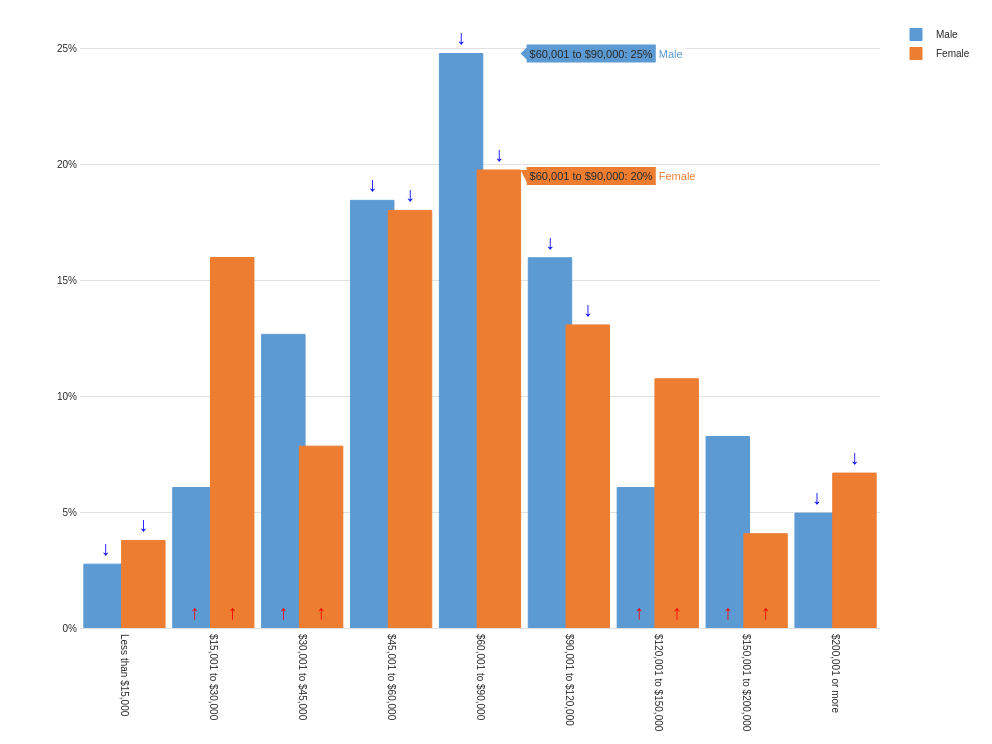 25%
20%
15%
10%
5%
0%
↓
↓
↑
↑
↑
↑
↓
↓
↓
↓
↓
↓
↑
↑
↑
↑
↓
↓
$60,001 to $90,000: 25% Male
$60,001 to $90,000: 20% Female
Less than $15,000
$15,001 to $30,000
$30,001 to $45,000
$45,001 to $60,000
$60,001 to $90,000
$90,001 to $120,000
$120,001 to $150,000
$150,001 to $200,000
$200,001 or more
Male
Female